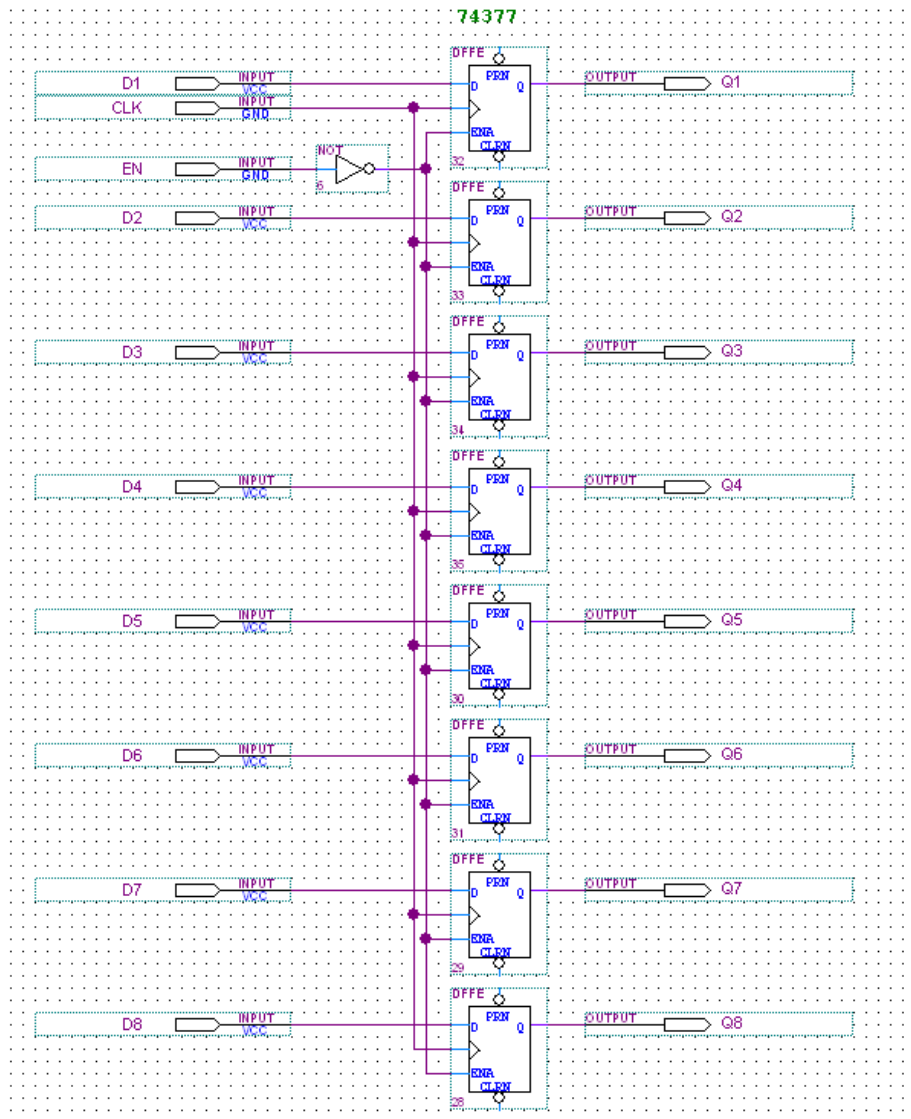 74377
DFFE
PRN
D1 INPUT VCC D Q OUTPUT Q1
CLK INPUT GND
ENA
CLRN
EN INPUT GND NOT 6 32
DFFE
PRN
D2 INPUT VCC D Q OUTPUT Q2
ENA
CLRN
33
DFFE
PRN
D3 INPUT VCC D Q OUTPUT Q3
ENA
CLRN
34
DFFE
PRN
D4 INPUT VCC D Q OUTPUT Q4
ENA
CLRN
35
DFFE
PRN
D5 INPUT VCC D Q OUTPUT Q5
ENA
CLRN
30
DFFE
PRN
D6 INPUT VCC D Q OUTPUT Q6
ENA
CLRN
31
DFFE
PRN
D7 INPUT VCC D Q OUTPUT Q7
ENA
CLRN
29
DFFE
PRN
D8 INPUT VCC D Q OUTPUT Q8
ENA
CLRN
28